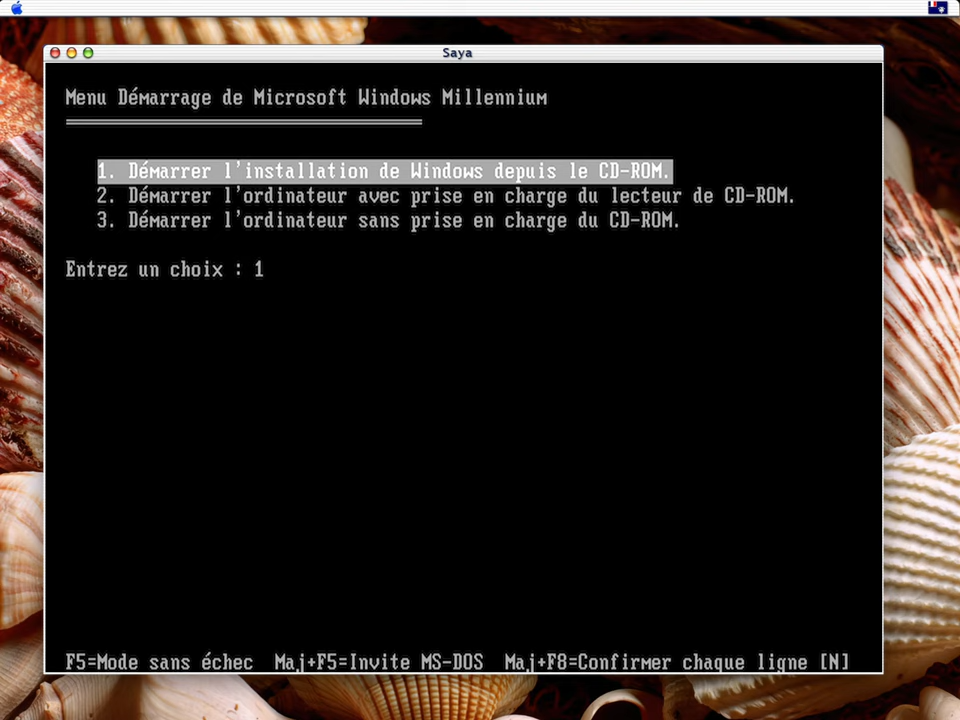 Saya
Menu Démarrage de Microsoft Windows Millennium
1. Démarrer l'installation de Windows depuis le CD-ROM.
2. Démarrer l'ordinateur avec prise en charge du lecteur de CD-ROM.
3. Démarrer l'ordinateur sans prise en charge du CD-ROM.
Entrez un choix : 1
F5=Mode sans échec  Maj+F5=Invite MS-DOS  Maj+F8=Confirmer chaque ligne [N]